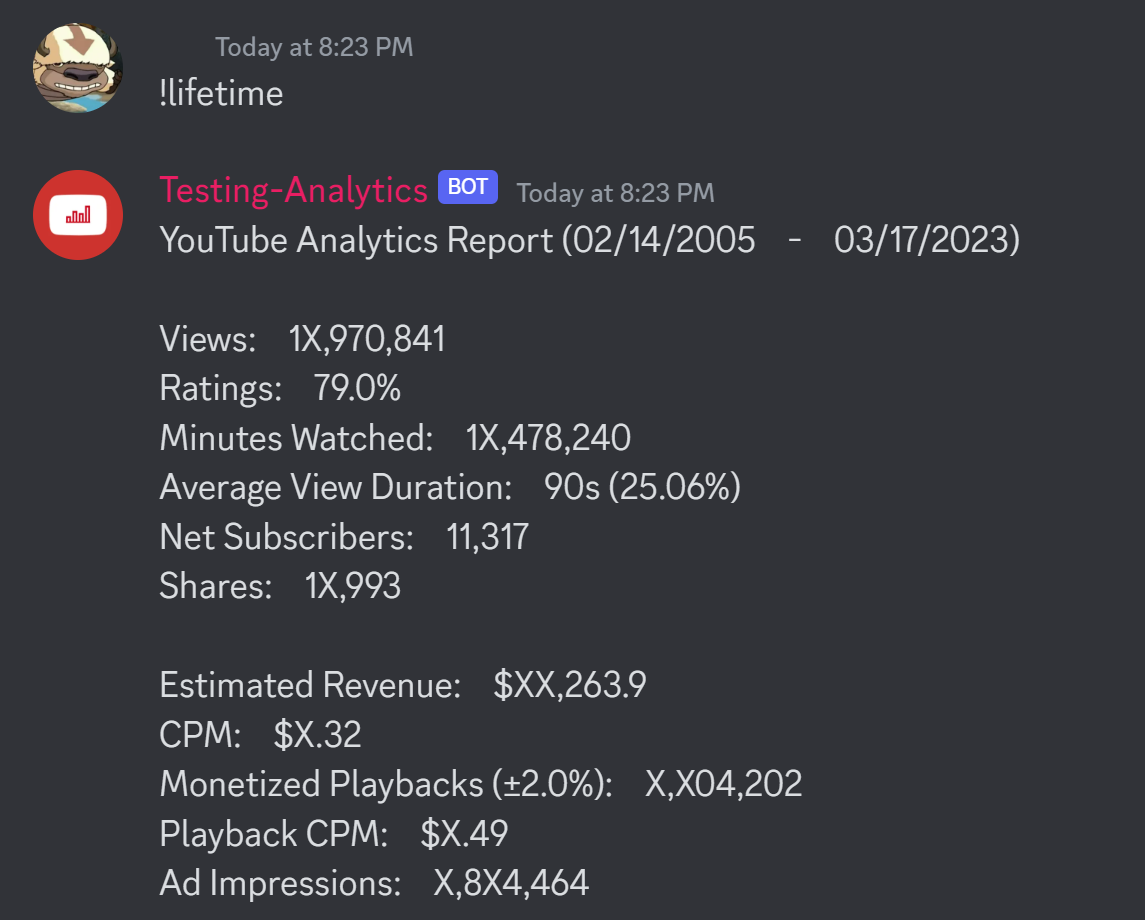 Today at 8:23 PM
!lifetime
Testing-Analytics BOT Today at 8:23 PM
YouTube Analytics Report (02/14/2005 - 03/17/2023)
Views: 1X,970,841
Ratings: 79.0%
Minutes Watched: 1X,478,240
Average View Duration: 90s (25.06%)
Net Subscribers: 11,317
Shares: 1X,993
Estimated Revenue: $XX,263.9
CPM: $X.32
Monetized Playbacks (±2.0%): X,X04,202
Playback CPM: $X.49
Ad Impressions: X,8X4,464